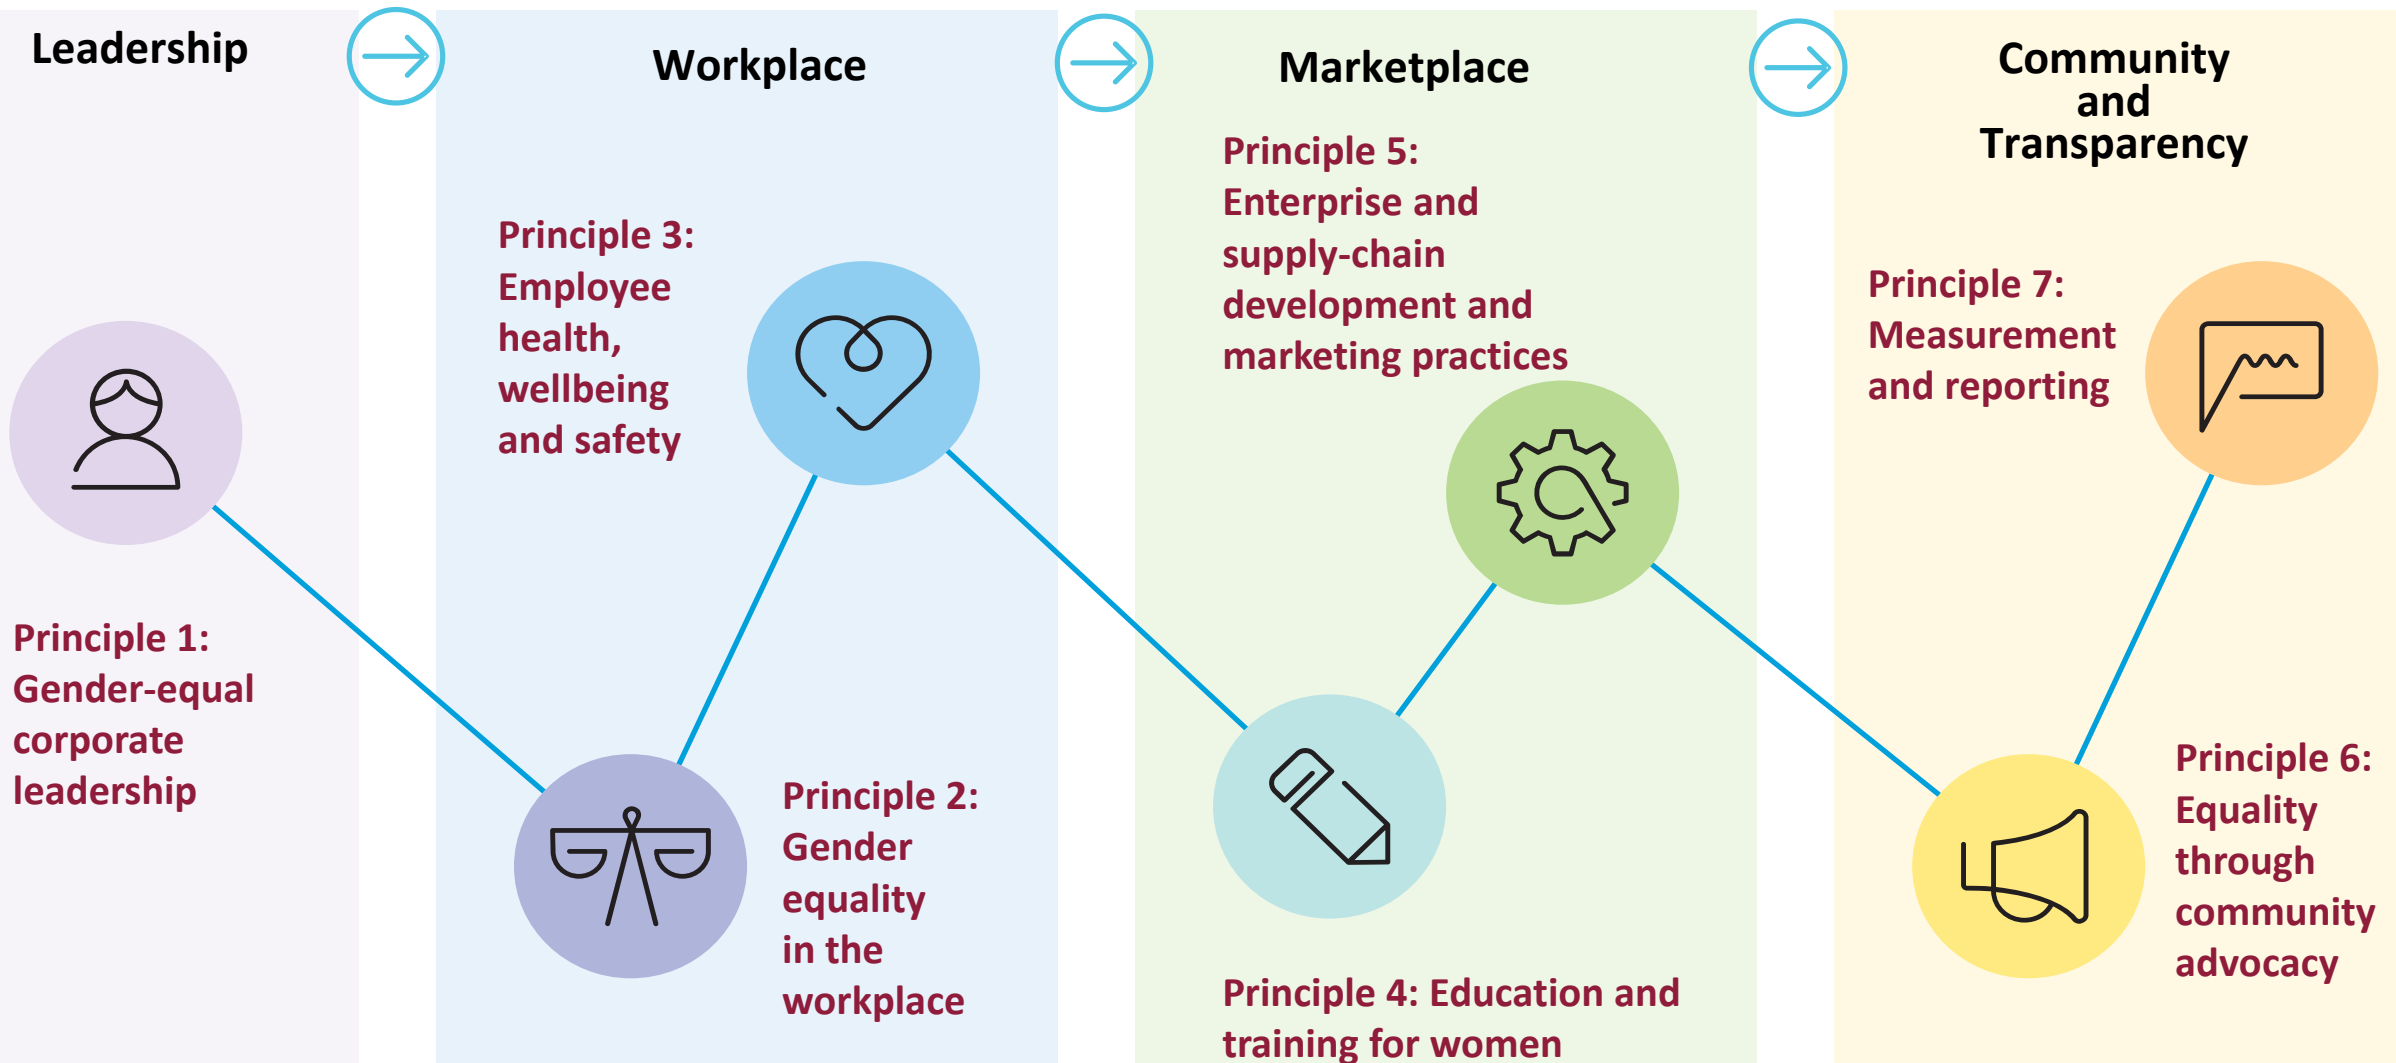 Leadership
Principle 1:
Gender-equal
corporate
leadership
Workplace
Principle 3:
Employee
health,
wellbeing
and safety
Principle 2:
Gender
equality
in the
workplace
Marketplace
Principle 5:
Enterprise and
supply-chain
development and
marketing practices
Principle 4: Education and
training for women
Community
and
Transparency
Principle 7:
Measurement
and reporting
Principle 6:
Equality
through
community
advocacy